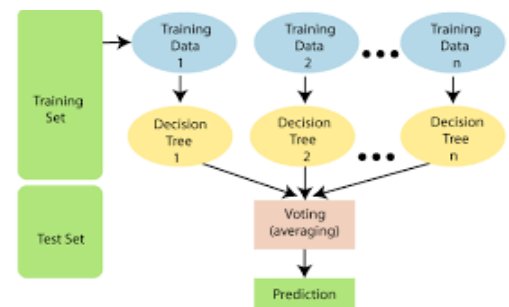 Training
Data
1
Training
Data
2
Training
Data
n
Training
Set
Decision
Tree
1
Decision
Tree
2
Decision
Tree
n
Test Set
Voting
(averaging)
Prediction